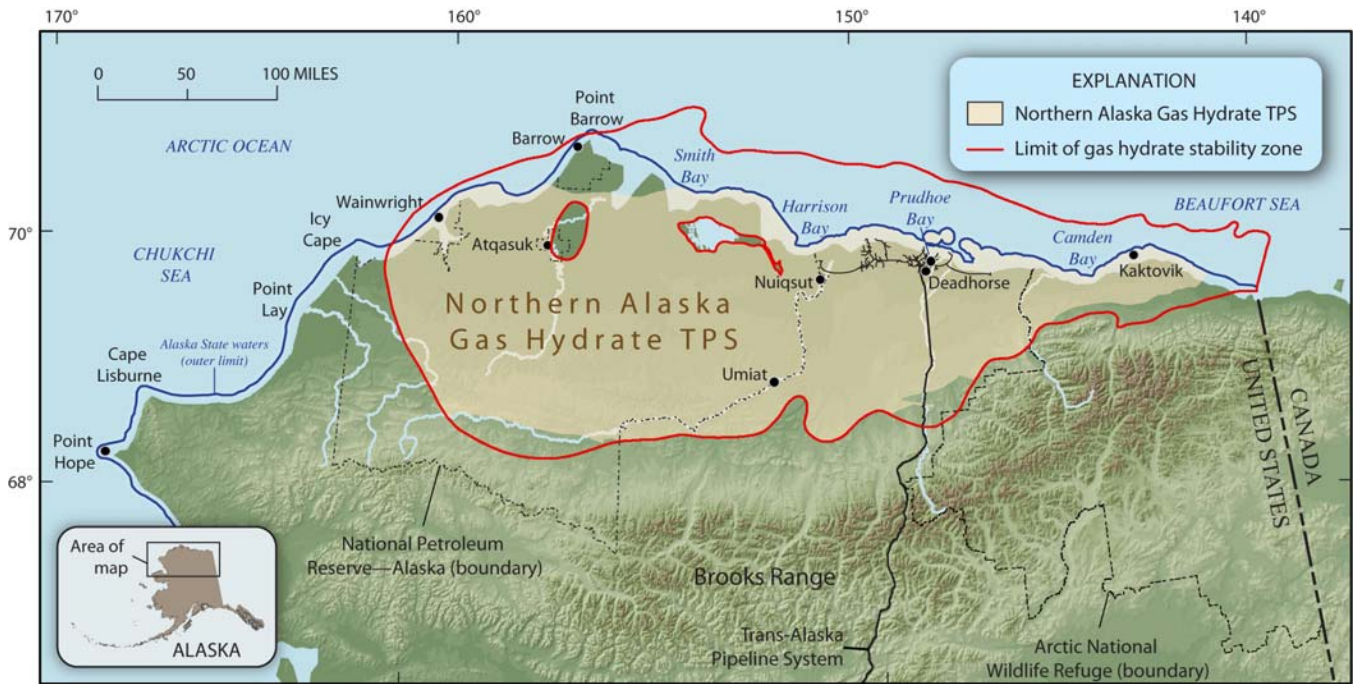 170°
160°
150°
140°
0 50 100 MILES
EXPLANATION
Northern Alaska Gas Hydrate TPS
Limit of gas hydrate stability zone
Point
Barrow
Barrow
ARCTIC OCEAN
Smith
Bay
Wainwright
Harrison
Bay
Prudhoe
Bay
BEAUFORT SEA
Icy
Cape
70°
Atqasuk
Camden
Bay
CHUKCHI
SEA
Kaktovik
Nuiqsut
Deadhorse
Point
Lay
Northern Alaska
Gas Hydrate TPS
Alaska State waters
(outer limit)
Cape
Lisburne
Umiat
CANADA
UNITED STATES
Point
Hope
68°
National Petroleum
Reserve—Alaska (boundary)
Brooks Range
Area of
map
ALASKA
Trans-Alaska
Pipeline System
Arctic National
Wildlife Refuge (boundary)